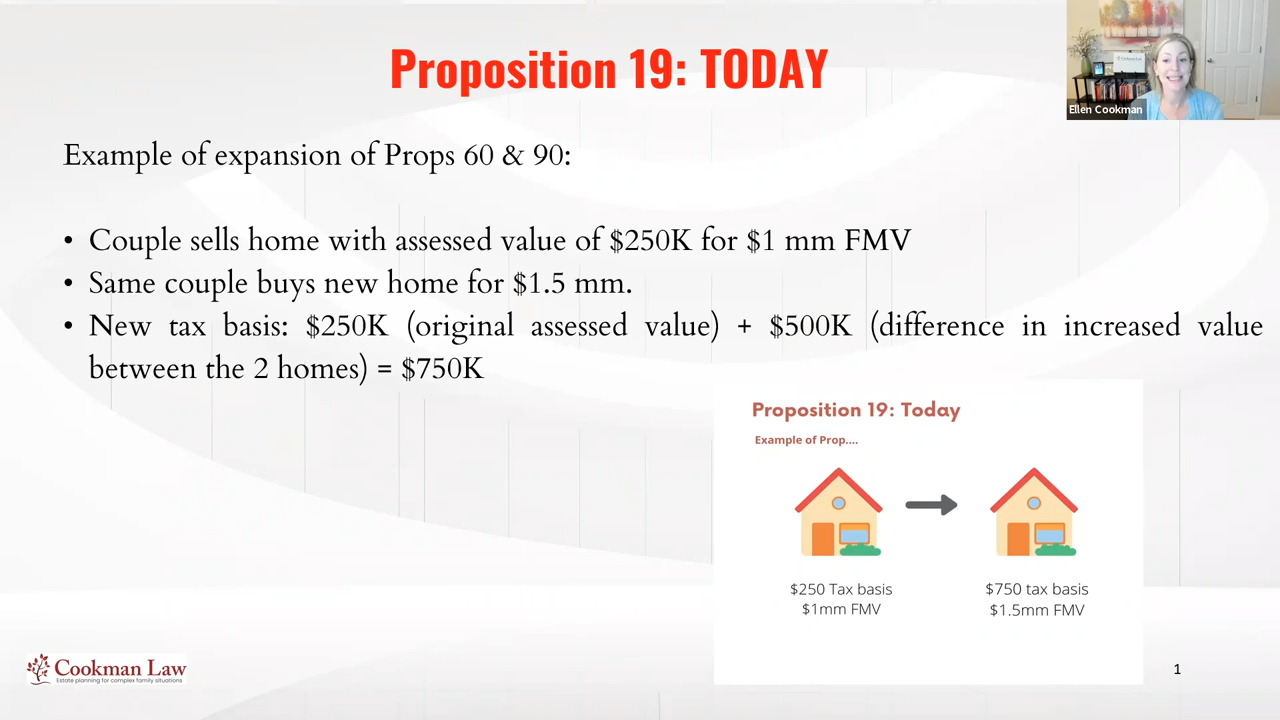 Proposition 19: TODAY
Ellen Cookman
Example of expansion of Props 60 & 90:
• Couple sells home with assessed value of $250K for $1 mm FMV
• Same couple buys new home for $1.5 mm.
• New tax basis: $250K (original assessed value) + $500K (difference in increased value
between the 2 homes) = $750K
Proposition 19: Today
Example of Prop....
$250 Tax basis
$1mm FMV
$750 tax basis
$1.5mm FMV
Cookman Law
Estate planning for complex family situations
1